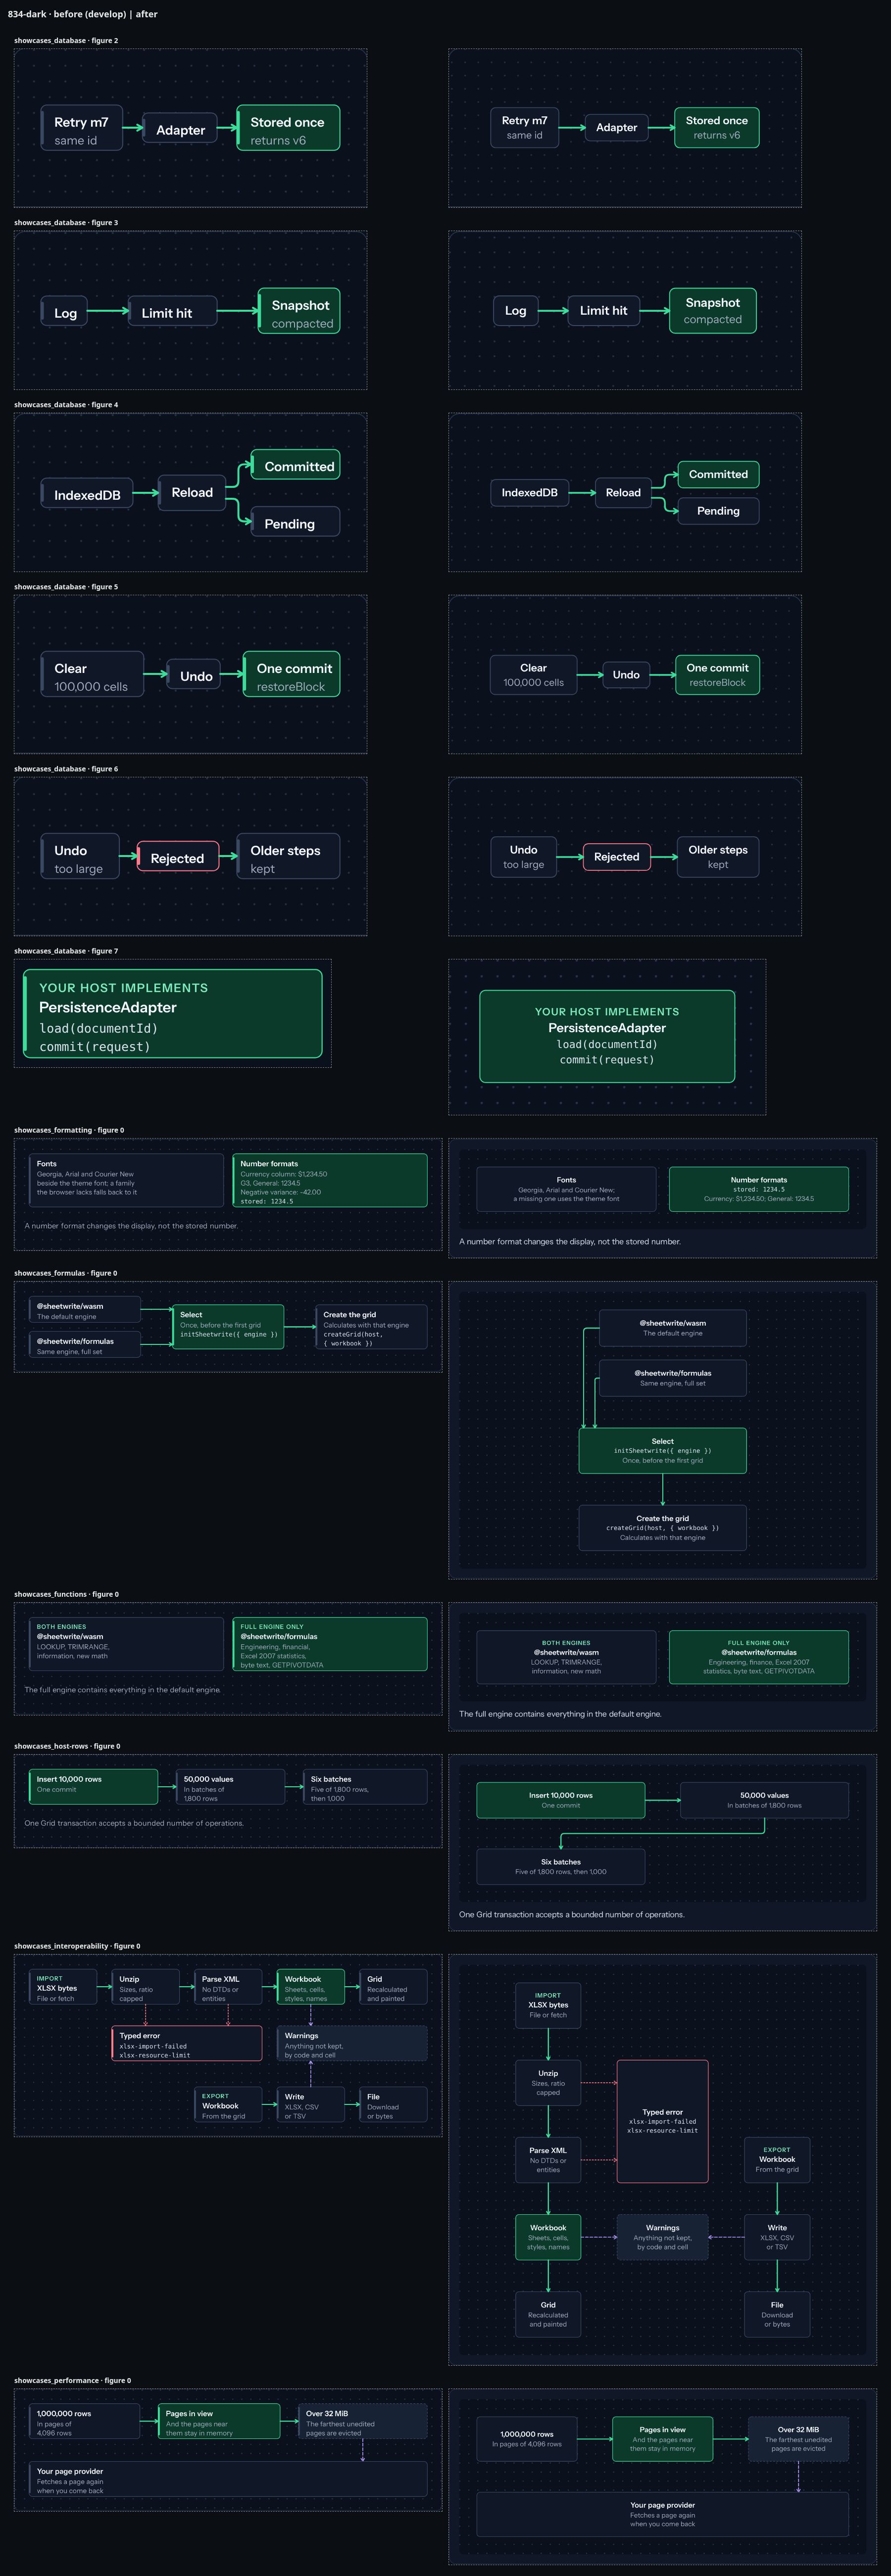 834-dark · before (develop) | after
showcases_database · figure 2
Retry m7
same id
Adapter
Stored once
returns v6
Retry m7
same id
Adapter
Stored once
returns v6
showcases_database · figure 3
Log
Limit hit
Snapshot
compacted
Log
Limit hit
Snapshot
compacted
showcases_database · figure 4
IndexedDB
Reload
Committed
Pending
IndexedDB
Reload
Committed
Pending
showcases_database · figure 5
Clear
100,000 cells
Undo
One commit
restoreBlock
Clear
100,000 cells
Undo
One commit
restoreBlock
showcases_database · figure 6
Undo
too large
Rejected
Older steps
kept
Undo
too large
Rejected
Older steps
kept
showcases_database · figure 7
YOUR HOST IMPLEMENTS
PersistenceAdapter
load(documentId)
commit(request)
YOUR HOST IMPLEMENTS
PersistenceAdapter
load(documentId)
commit(request)
showcases_formatting · figure 0
Fonts
Georgia, Arial and Courier New
beside the theme font; a family
the browser lacks falls back to it
Number formats
Currency column: $1,234.50
G3, General: 1234.5
Negative variance: -42.00
stored: 1234.5
A number format changes the display, not the stored number.
Fonts
Georgia, Arial and Courier New;
a missing one uses the theme font
Number formats
stored: 1234.5
Currency: $1,234.50; General: 1234.5
A number format changes the display, not the stored number.
showcases_formulas · figure 0
@sheetwrite/wasm
The default engine
@sheetwrite/formulas
Same engine, full set
Select
Once, before the first grid
initSheetwrite({ engine })
Create the grid
Calculates with that engine
createGrid(host,
{ workbook })
@sheetwrite/wasm
The default engine
@sheetwrite/formulas
Same engine, full set
Select
initSheetwrite({ engine })
Once, before the first grid
Create the grid
createGrid(host, { workbook })
Calculates with that engine
showcases_functions · figure 0
BOTH ENGINES
@sheetwrite/wasm
LOOKUP, TRIMRANGE,
information, new math
FULL ENGINE ONLY
@sheetwrite/formulas
Engineering, financial,
Excel 2007 statistics,
byte text, GETPIVOTDATA
The full engine contains everything in the default engine.
BOTH ENGINES
@sheetwrite/wasm
LOOKUP, TRIMRANGE,
information, new math
FULL ENGINE ONLY
@sheetwrite/formulas
Engineering, finance, Excel 2007
statistics, byte text, GETPIVOTDATA
The full engine contains everything in the default engine.
showcases_host-rows · figure 0
Insert 10,000 rows
One commit
50,000 values
In batches of
1,800 rows
Six batches
Five of 1,800 rows,
then 1,000
One Grid transaction accepts a bounded number of operations.
Insert 10,000 rows
One commit
50,000 values
In batches of 1,800 rows
Six batches
Five of 1,800 rows, then 1,000
One Grid transaction accepts a bounded number of operations.
showcases_interoperability · figure 0
IMPORT
XLSX bytes
File or fetch
Unzip
Sizes, ratio
capped
Parse XML
No DTDs or
entities
Workbook
Sheets, cells,
styles, names
Grid
Recalculated
and painted
Typed error
xlsx-import-failed
xlsx-resource-limit
Warnings
Anything not kept,
by code and cell
EXPORT
Workbook
From the grid
Write
XLSX, CSV
or TSV
File
Download
or bytes
IMPORT
XLSX bytes
File or fetch
Unzip
Sizes, ratio
capped
Typed error
xlsx-import-failed
xlsx-resource-limit
Parse XML
No DTDs or
entities
EXPORT
Workbook
From the grid
Workbook
Sheets, cells,
styles, names
Warnings
Anything not kept,
by code and cell
Write
XLSX, CSV
or TSV
Grid
Recalculated
and painted
File
Download
or bytes
showcases_performance · figure 0
1,000,000 rows
In pages of
4,096 rows
Pages in view
And the pages near
them stay in memory
Over 32 MiB
The farthest unedited
pages are evicted
Your page provider
Fetches a page again
when you come back
1,000,000 rows
In pages of 4,096 rows
Pages in view
And the pages near
them stay in memory
Over 32 MiB
The farthest unedited
pages are evicted
Your page provider
Fetches a page again
when you come back